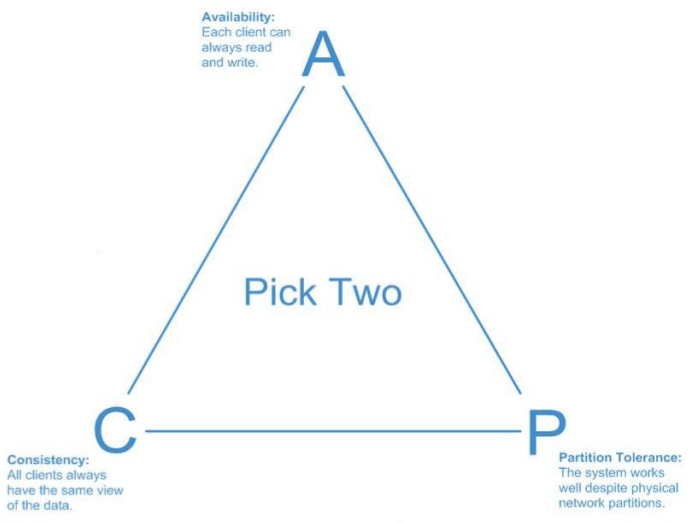 Availability:
Each client can
always read
and write.
A
Pick Two
C
P
Consistency:
All clients always
have the same view
of the data.
Partition Tolerance:
The system works
well despite physical
network partitions.